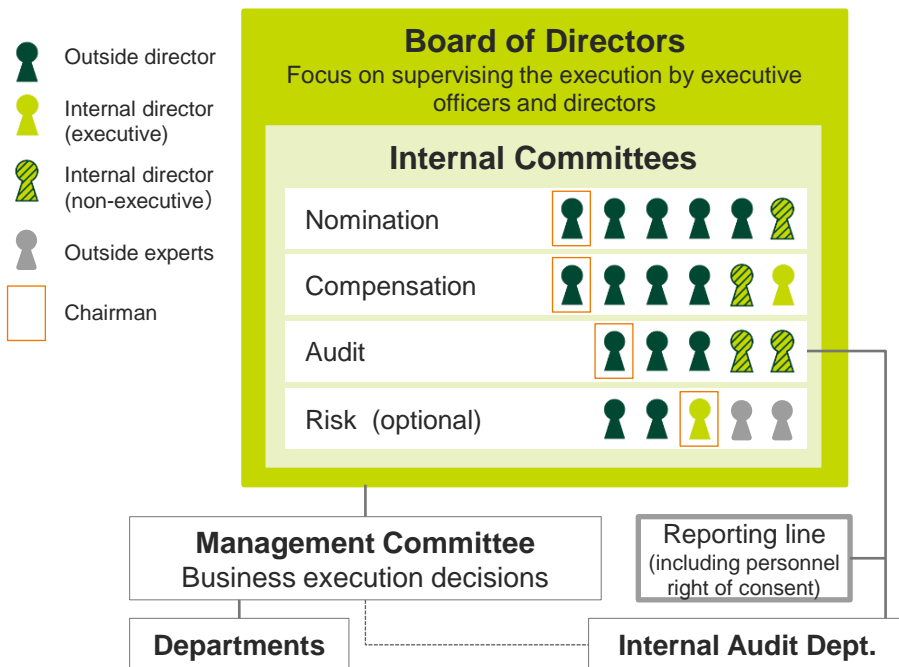 Outside director
Internal director
(executive)
Internal director
(non-executive）
Outside experts
Chairman
Board of Directors
Focus on supervising the execution by executive
officers and directors
Internal Committees
Nomination
Compensation
Audit
Risk (optional)
Management Committee
Business execution decisions
Reporting line
(including personnel
right of consent)
Departments
Internal Audit Dept.